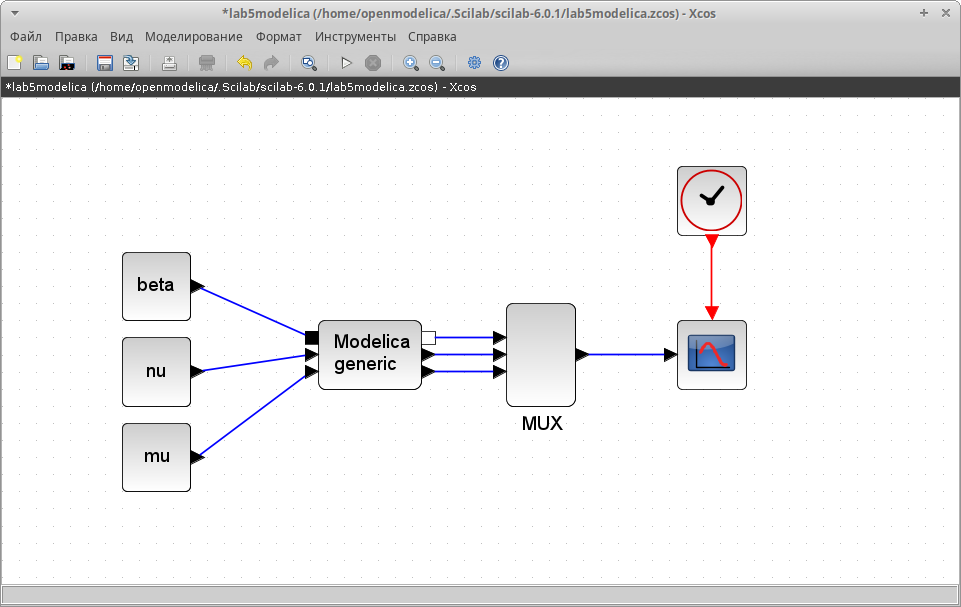 *lab5modelica (/home/openmodelica/.Scilab/scilab-6.0.1/lab5modelica.zcos) - Xcos
Файл Правка Вид Моделирование Формат Инструменты Справка
*lab5modelica (/home/openmodelica/.Scilab/scilab-6.0.1/lab5modelica.zcos) - Xcos
beta
nu
mu
Modelica
generic
MUX